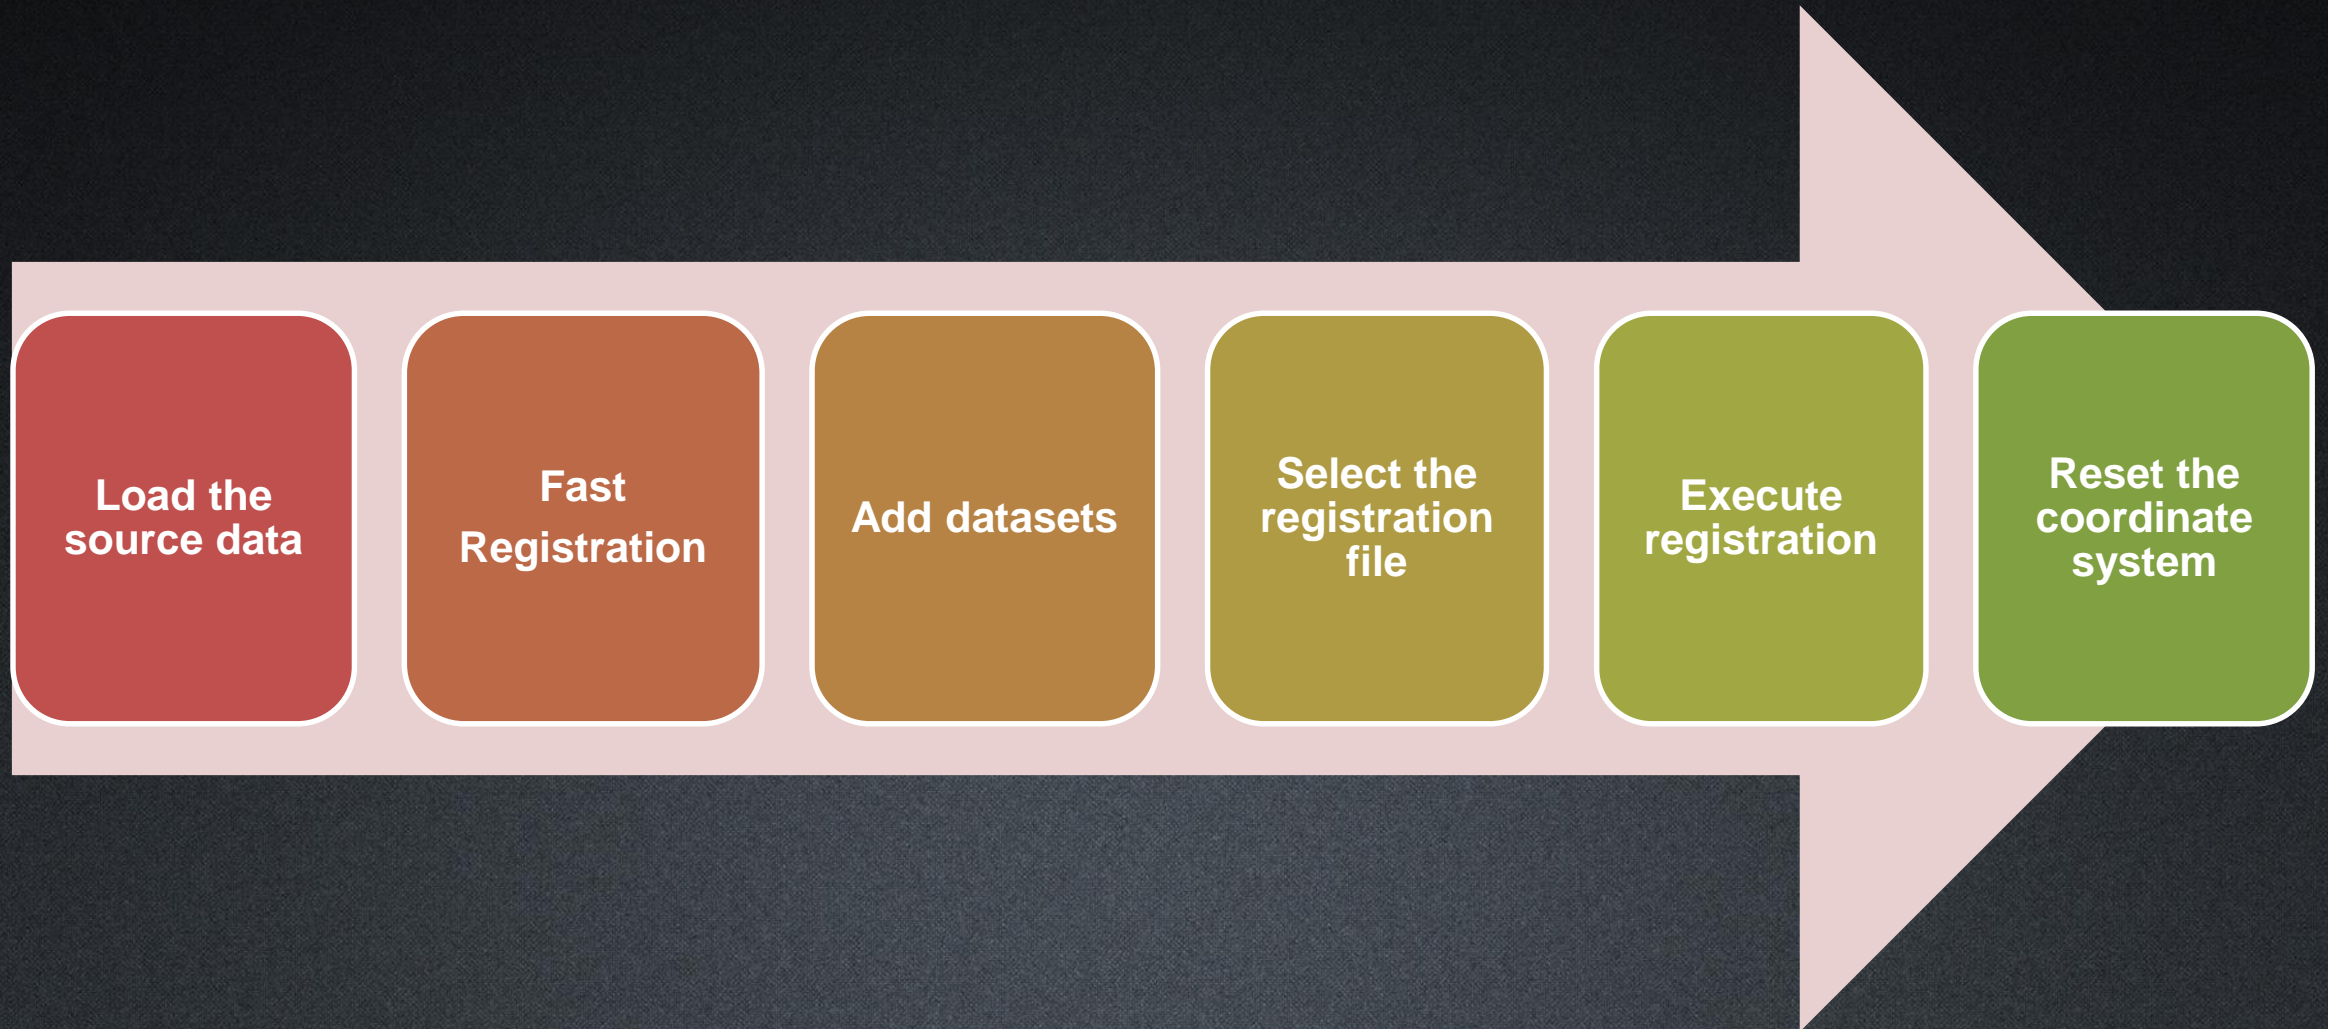 Load the
source data
Fast
Registration
Add datasets
Select the
registration
file
Execute
registration
Reset the
coordinate
system